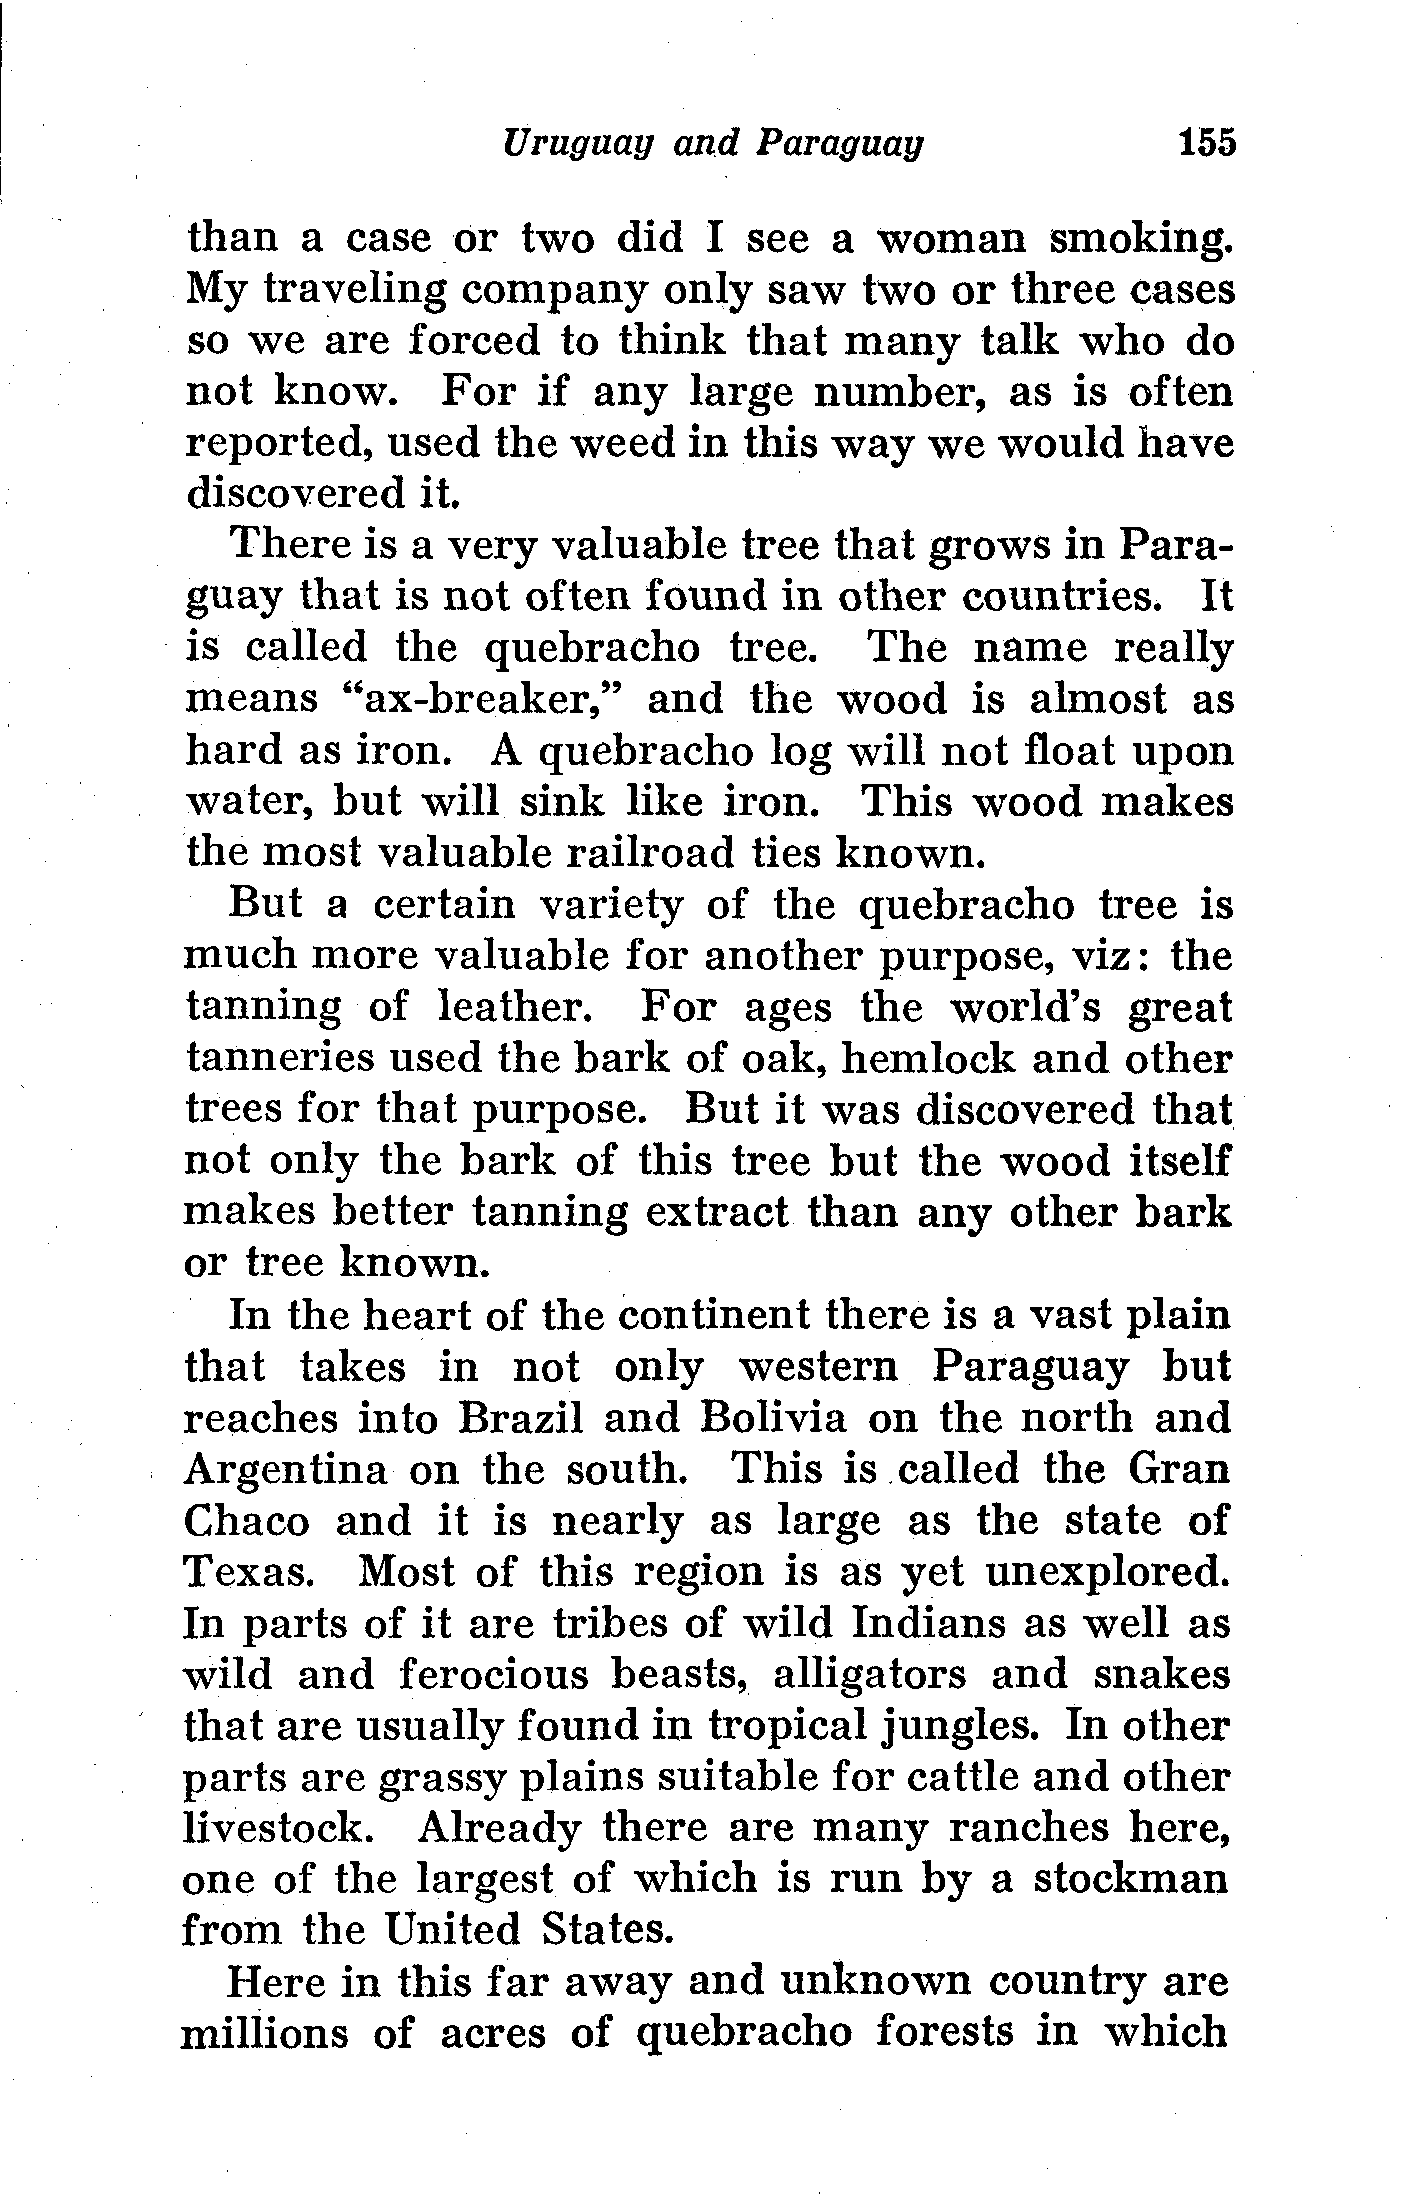 Uruguay and Paraguay 155
than a case or two did I see a woman smoking.
My traveling company only saw two or three cases
so we are forced to think that many talk who do
not know. For if any large number, as is often
reported, used the weed in this way we would have
discovered it.
There is a very valuable tree that grows in Para-
guay that is not often found in other countries. It
is called the quebracho tree. The name really
means “ax-breaker,” and the wood is almost as
hard as iron. A quebracho log will not float upon
water, but will sink like iron. This wood makes
the most valuable railroad ties known.
But a certain variety of the quebracho tree is
much more valuable for another purpose, viz: the
tanning of leather. For ages the world’s great
tanneries used the bark of oak, hemlock and other
trees for that purpose. But it was discovered that
not only the bark of this tree but the wood itself
makes better tanning extract than any other bark
or tree known.
In the heart of the continent there is a vast plain
that takes in not only western Paraguay but
reaches into Brazil and Bolivia on the north and
Argentina on the south. This is called the Gran
Chaco and it is nearly as large as the state of
Texas. Most of this region is as yet unexplored.
In parts of it are tribes of wild Indians as well as
wild and ferocious beasts, alligators and snakes
that are usually found in tropical jungles. In other
parts are grassy plains suitable for cattle and other
livestock. Already there are many ranches here,
one of the largest of which is run by a stockman
from the United States.
Here in this far away and unknown country are
millions of acres of quebracho forests in which